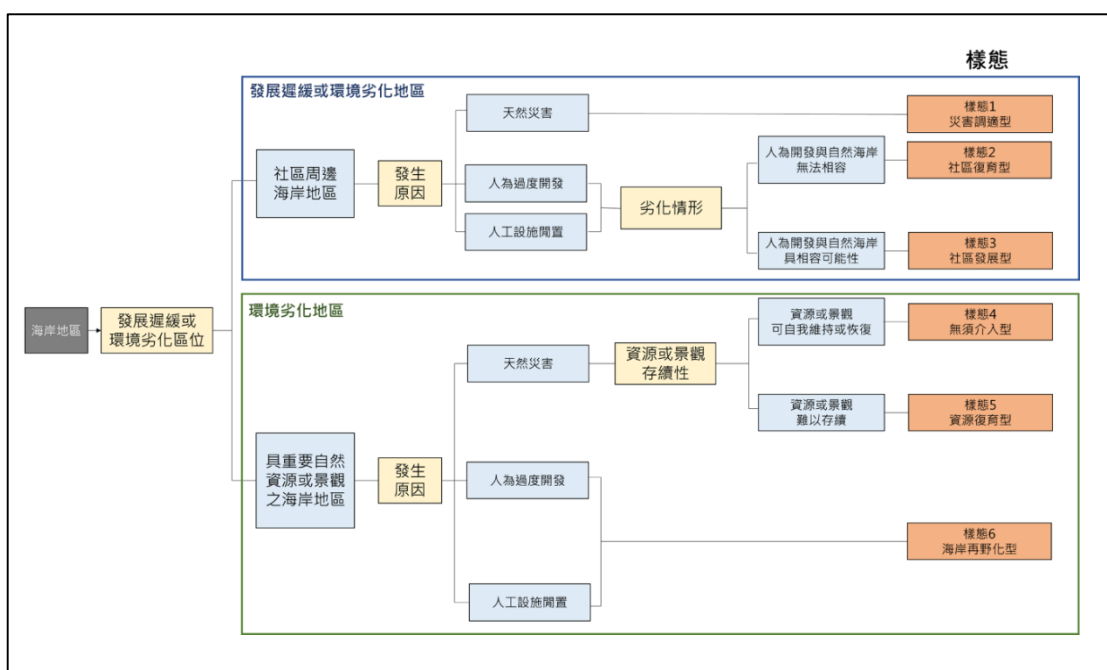 樣態
發展遲緩或環境劣化地區
天然災害
樣態1
災害調適型
社區周邊
海岸地區
發生
原因
人為過度開發
人工設施閒置
劣化情形
人為開發與自然海岸
無法相容
樣態2
社區復育型
人為開發與自然海岸
具相容可能性
樣態3
社區發展型
海岸地區
發展遲緩或
環境劣化區位
環境劣化地區
天然災害
資源或景觀
存續性
資源或景觀
可自我維持或恢復
樣態4
無須介入型
資源或景觀
難以存續
樣態5
資源復育型
具重要自然
資源或景觀
之海岸地區
發生
原因
人為過度開發
人工設施閒置
樣態6
海岸再野化型